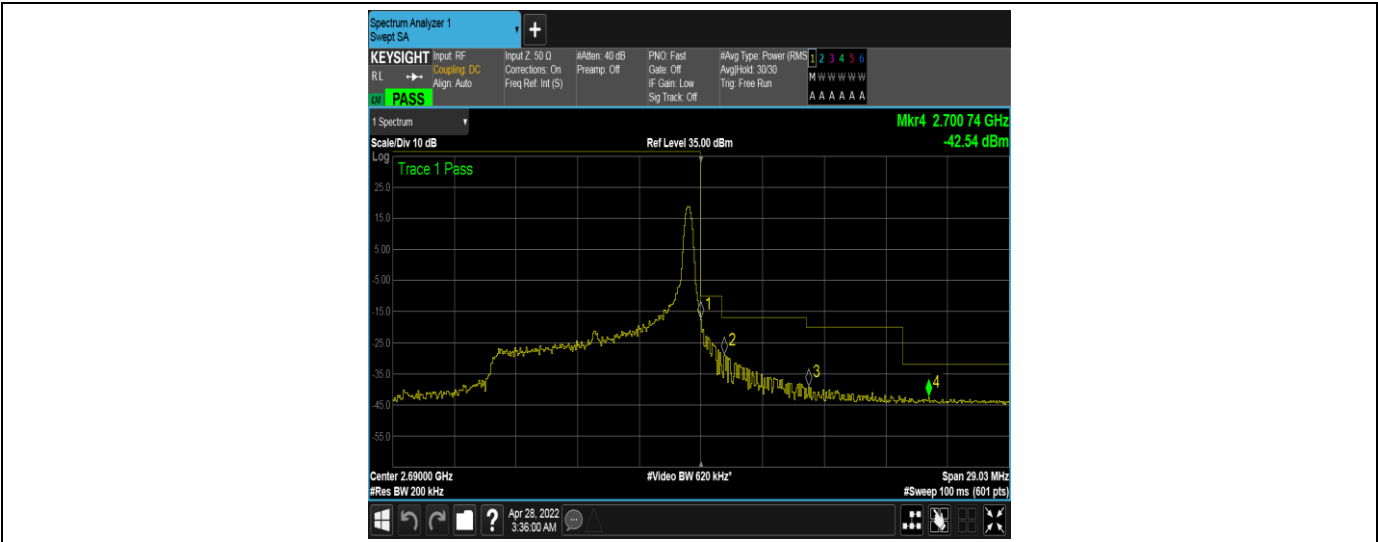 Spectrum Analyzer 1
Swept SA
KEYSIGHT Input: RF Input Z: 50 Ω #Atten: 40 dB PNO: Fast #Avg Type: Power (RMS 1 2 3 4 5 6
RL Coupling: DC Corrections: On Preamp: Off Gate: Off Avg|Hold: 30/30 M W W W W W
Align: Auto Freq Ref: Int (S) IF Gain: Low Trig: Free Run
PASS Sig Track: Off A A A A A A
1 Spectrum Mkr4 2.700 74 GHz
Scale/Div 10 dB Ref Level 35.00 dBm -42.54 dBm
Log
Trace 1 Pass
25.0
15.0
5.00
-5.00
1
-15.0
2
-25.0
3
-35.0
4
-45.0
-55.0
Center 2.69000 GHz #Video BW 620 kHz* Span 29.03 MHz
#Res BW 200 kHz #Sweep 100 ms (601 pts)
? Apr 28, 2022
3:36:00 AM